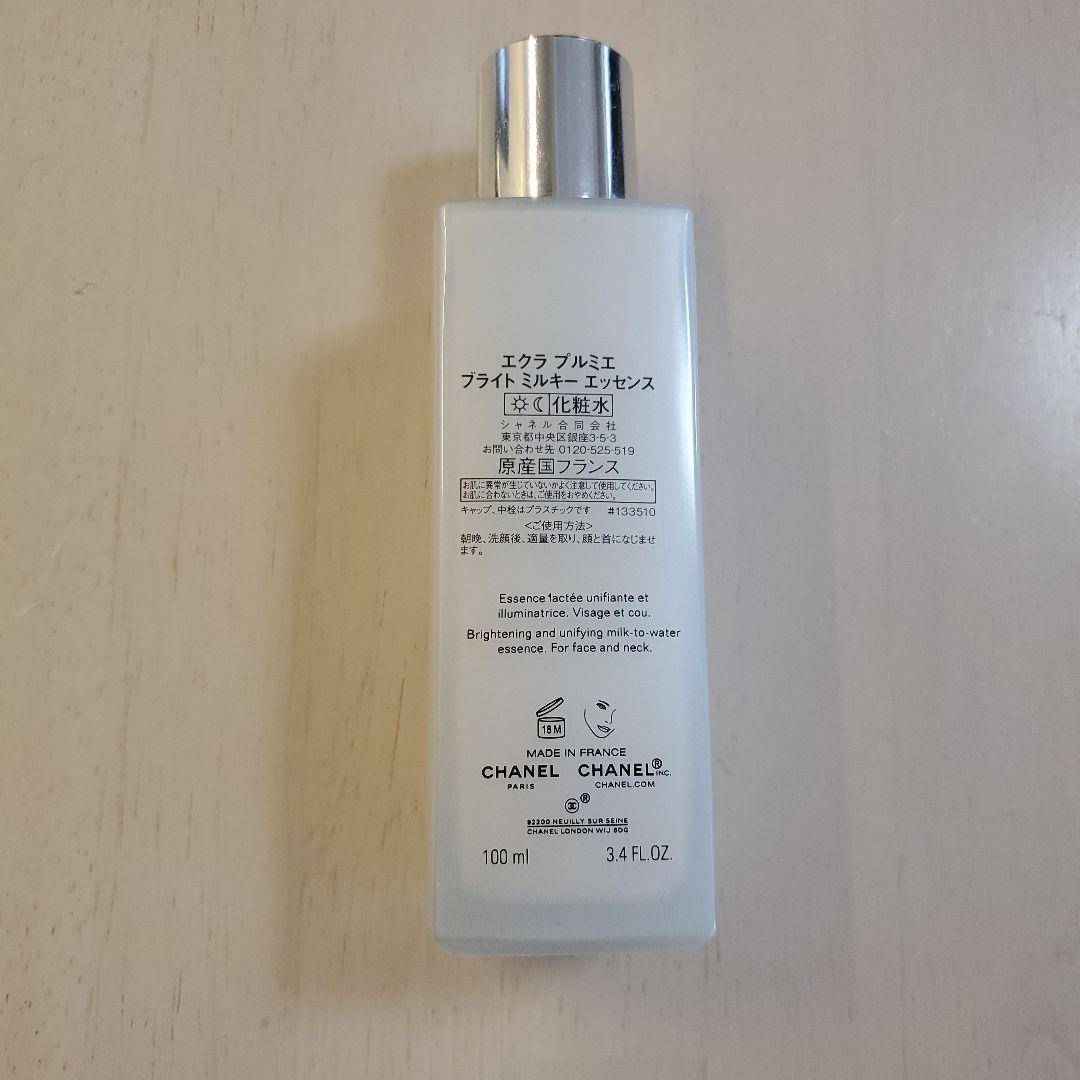 エクラ プルミエ
ブライト ミルキー エッセンス
化粧水
シャネル合同会社
東京都中央区銀座3-5-3
お問い合わせ先 0120-525-519
原産国フランス
お肌に異常が生じていないかよく注意して使用してください。
お肌に合わないときは、ご使用をおやめください。
キャップ、中栓はプラスチックです #133510
<ご使用方法>
朝晩、洗顔後、適量を取り、顔と首になじませ
ます。
Essence lactée unifiante et
illuminatrice. Visage et cou.
Brightening and unifying milk-to-water
essence. For face and neck.
18M
MADE IN FRANCE
CHANEL CHANEL® INC.
PARIS CHANEL.COM
®
92200 NEUILLY SUR SEINE
CHANEL LONDON W1J 6DG
100 ml 3.4 FL.OZ.